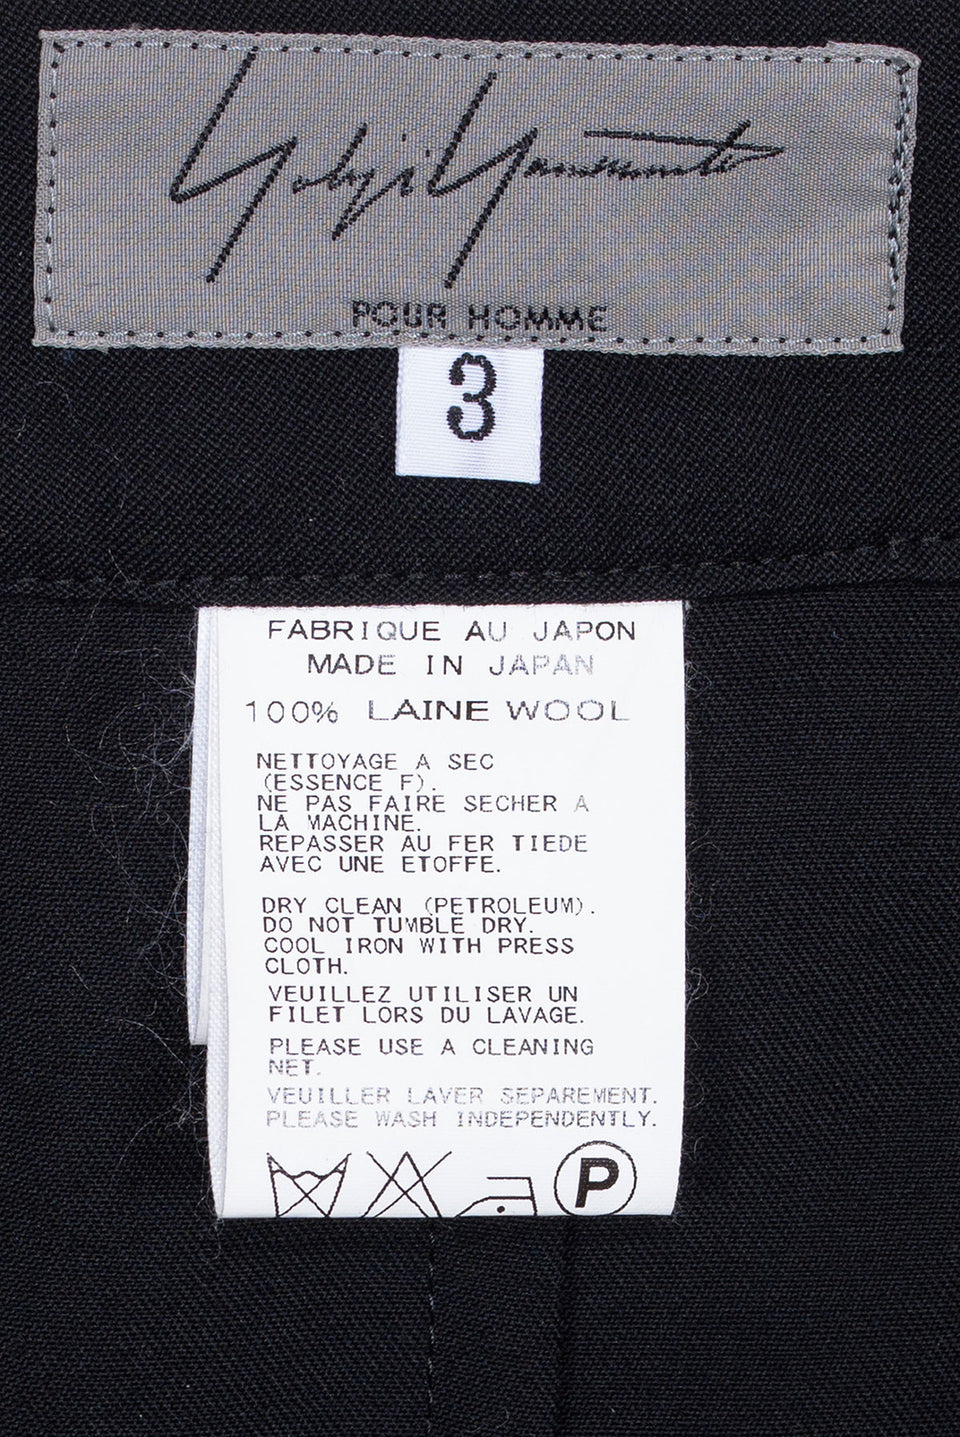 Yohji Yamamoto
POUR HOMME
3
FABRIQUE AU JAPON
MADE IN JAPAN
100% LAINE WOOL
NETTOYAGE A SEC
(ESSENCE F).
NE PAS FAIRE SECHER A
LA MACHINE.
REPASSER AU FER TIEDE
AVEC UNE ETOFFE.
DRY CLEAN (PETROLEUM).
DO NOT TUMBLE DRY.
COOL IRON WITH PRESS
CLOTH.
VEUILLEZ UTILISER UN
FILET LORS DU LAVAGE.
PLEASE USE A CLEANING
NET.
VEUILLER LAVER SEPAREMENT.
PLEASE WASH INDEPENDENTLY.
P